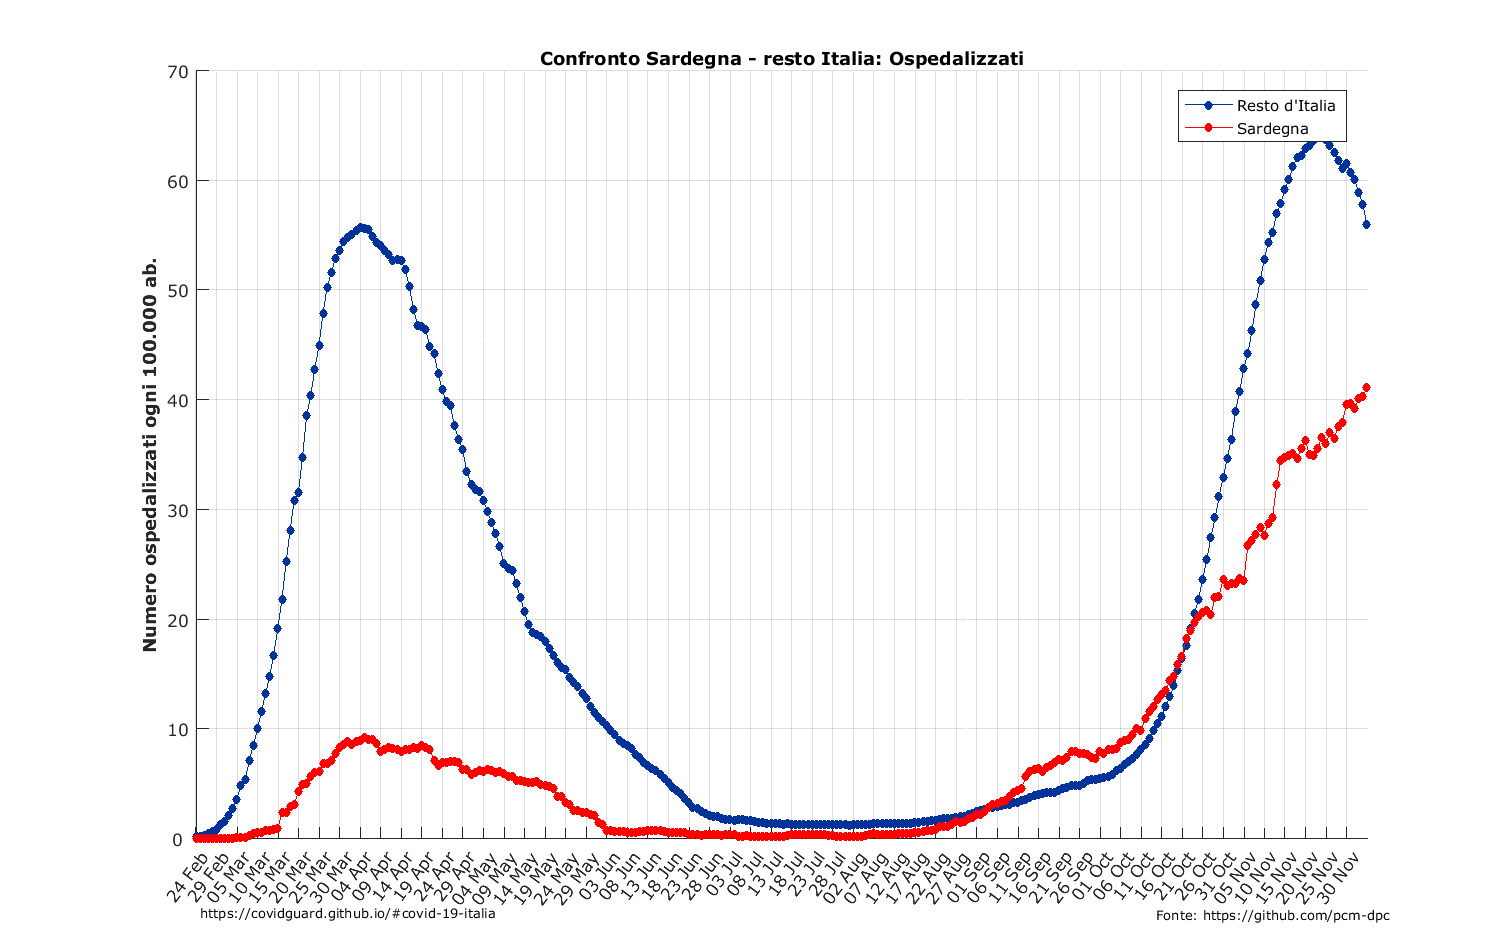 Confronto Sardegna - resto Italia: Ospedalizzati
Resto d'Italia
Sardegna
Numero ospedalizzati ogni 100.000 ab.
70
60
50
40
30
20
10
0
24 Feb
29 Feb
05 Mar
10 Mar
15 Mar
20 Mar
25 Mar
30 Mar
04 Apr
09 Apr
14 Apr
19 Apr
24 Apr
29 Apr
04 May
09 May
14 May
19 May
24 May
29 May
03 Jun
08 Jun
13 Jun
18 Jun
23 Jun
28 Jun
03 Jul
08 Jul
13 Jul
18 Jul
23 Jul
28 Jul
02 Aug
07 Aug
12 Aug
17 Aug
22 Aug
27 Aug
01 Sep
06 Sep
11 Sep
16 Sep
21 Sep
26 Sep
01 Oct
06 Oct
11 Oct
16 Oct
21 Oct
26 Oct
31 Oct
05 Nov
10 Nov
15 Nov
20 Nov
25 Nov
30 Nov
https://covidguard.github.io/#covid-19-italia
Fonte: https://github.com/pcm-dpc